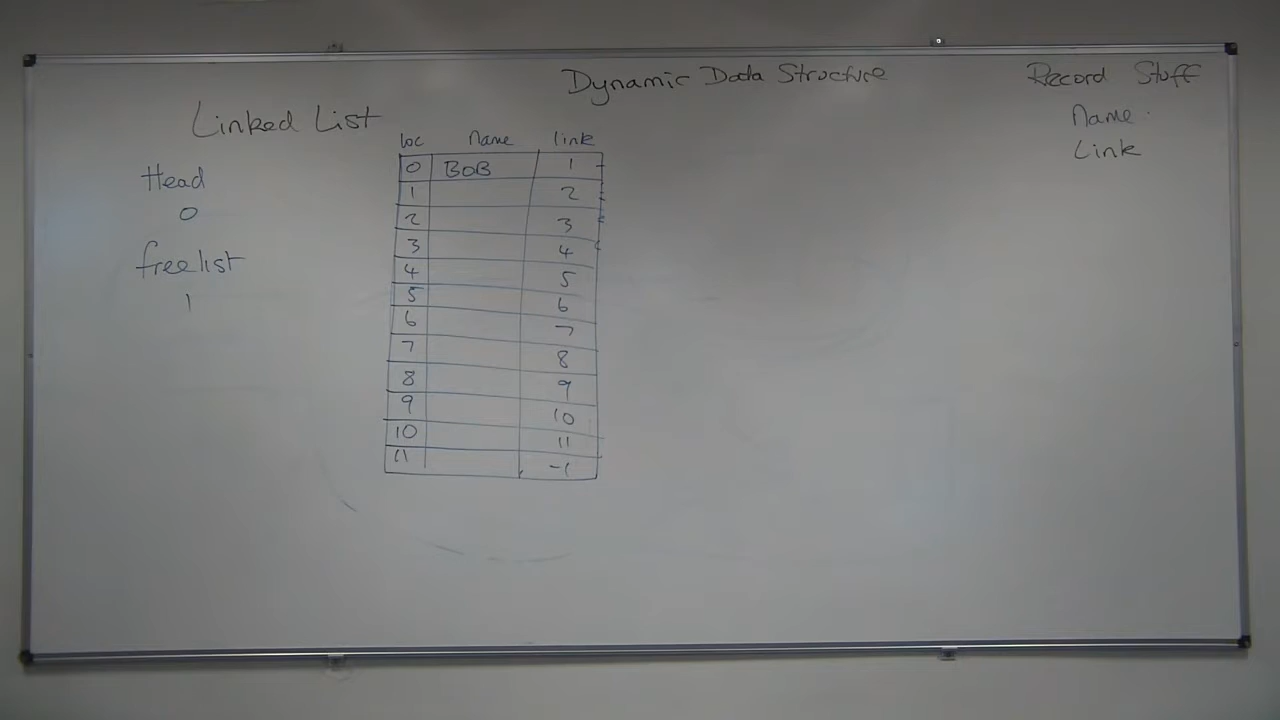 Dynamic Data Structure
Record Stuff
Name
Link
Linked List
Head
0
freelist
1
loc name link
0 BOB 1
1 2
2 3
3 4
4 5
5 6
6 7
7 8
8 9
9 10
10 11
11 -1